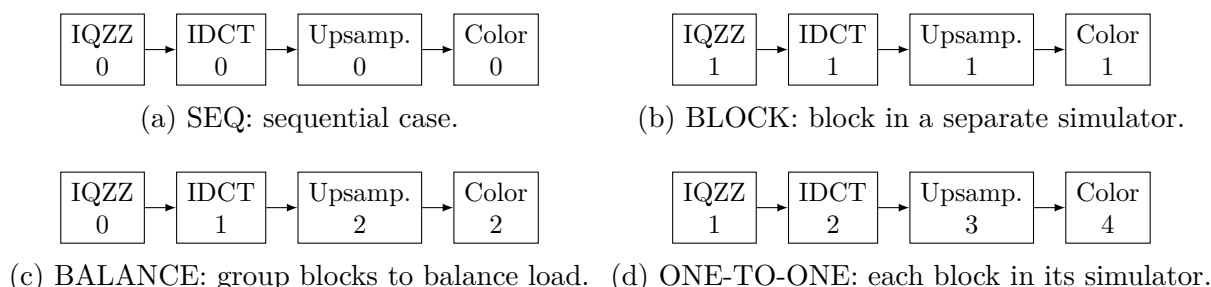 IQZZ IDCT Upsamp. Color
0 0 0 0
(a) SEQ: sequential case.
IQZZ IDCT Upsamp. Color
1 1 1 1
(b) BLOCK: block in a separate simulator.
IQZZ IDCT Upsamp. Color
0 1 2 2
(c) BALANCE: group blocks to balance load.
IQZZ IDCT Upsamp. Color
1 2 3 4
(d) ONE-TO-ONE: each block in its simulator.